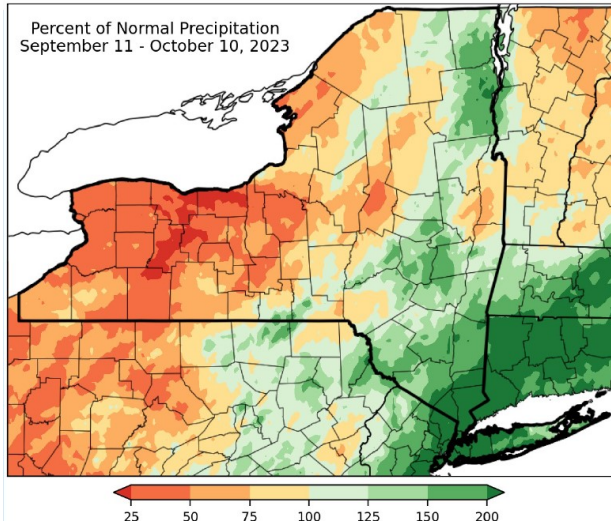 Percent of Normal Precipitation
September 11 - October 10, 2023
25 50 75 100 125 150 200